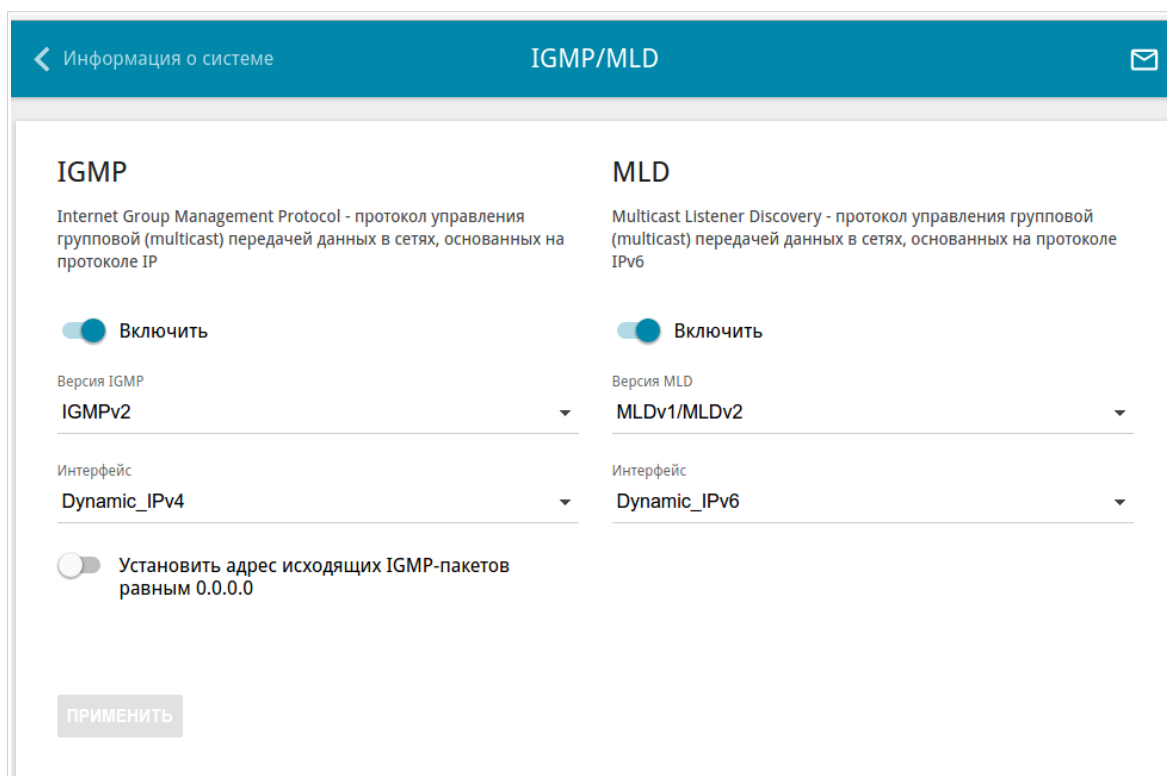 Информация о системе
IGMP/MLD
IGMP
Internet Group Management Protocol - протокол управления
групповой (multicast) передачей данных в сетях, основанных на
протоколе IP
Включить
Версия IGMP
IGMPv2
Интерфейс
Dynamic_IPv4
Установить адрес исходящих IGMP-пакетов
равным 0.0.0.0
ПРИМЕНИТЬ
MLD
Multicast Listener Discovery - протокол управления групповой
(multicast) передачей данных в сетях, основанных на протоколе
IPv6
Включить
Версия MLD
MLDv1/MLDv2
Интерфейс
Dynamic_IPv6